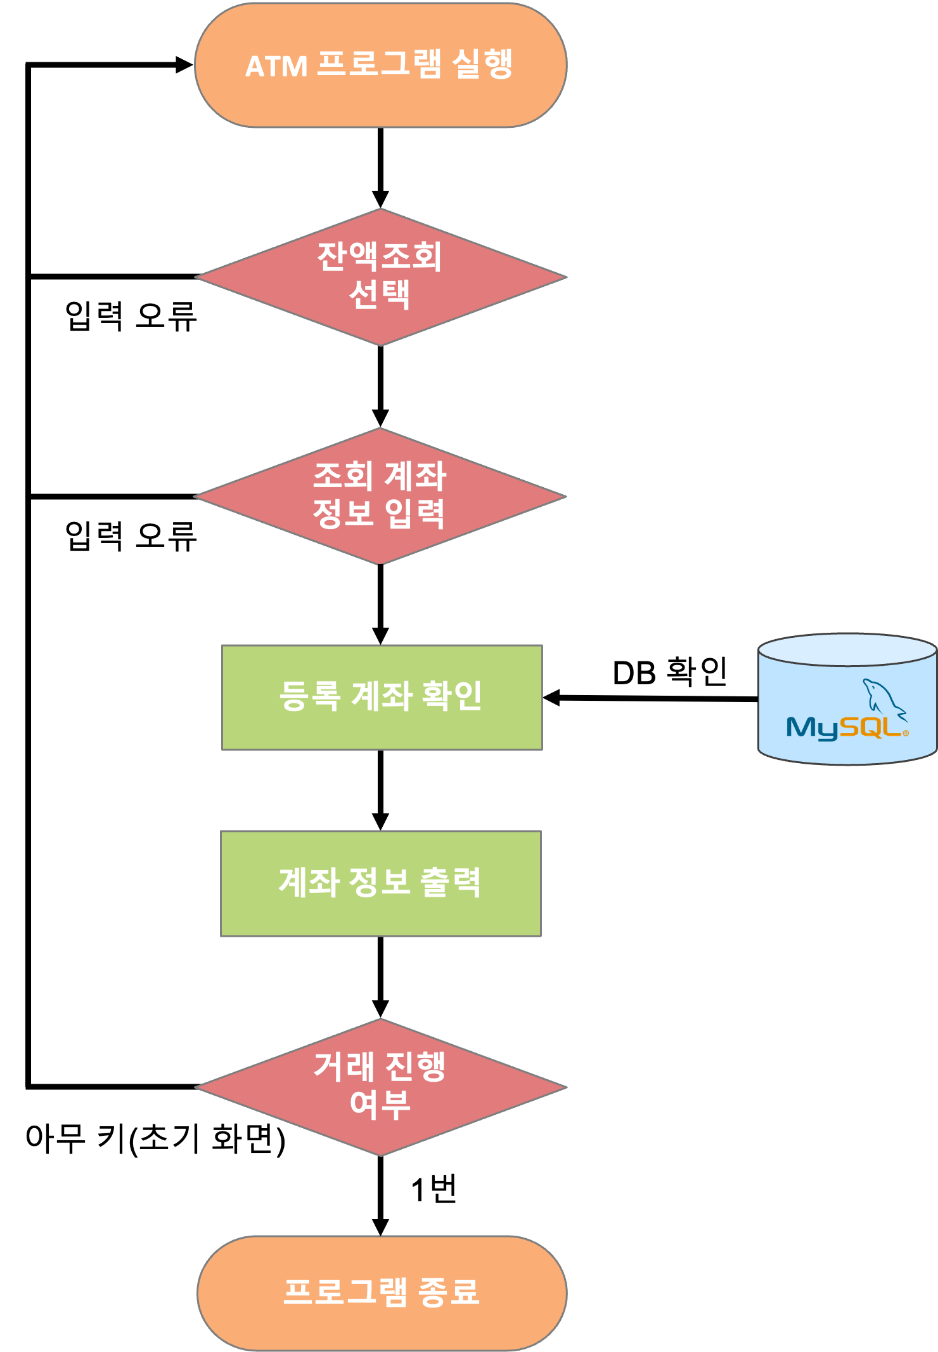 ATM 프로그램 실행
잔액조회
선택
입력 오류
조회 계좌
정보 입력
입력 오류
등록 계좌 확인
DB 확인
MySQL®
계좌 정보 출력
거래 진행
여부
아무 키(초기 화면)
1번
프로그램 종료